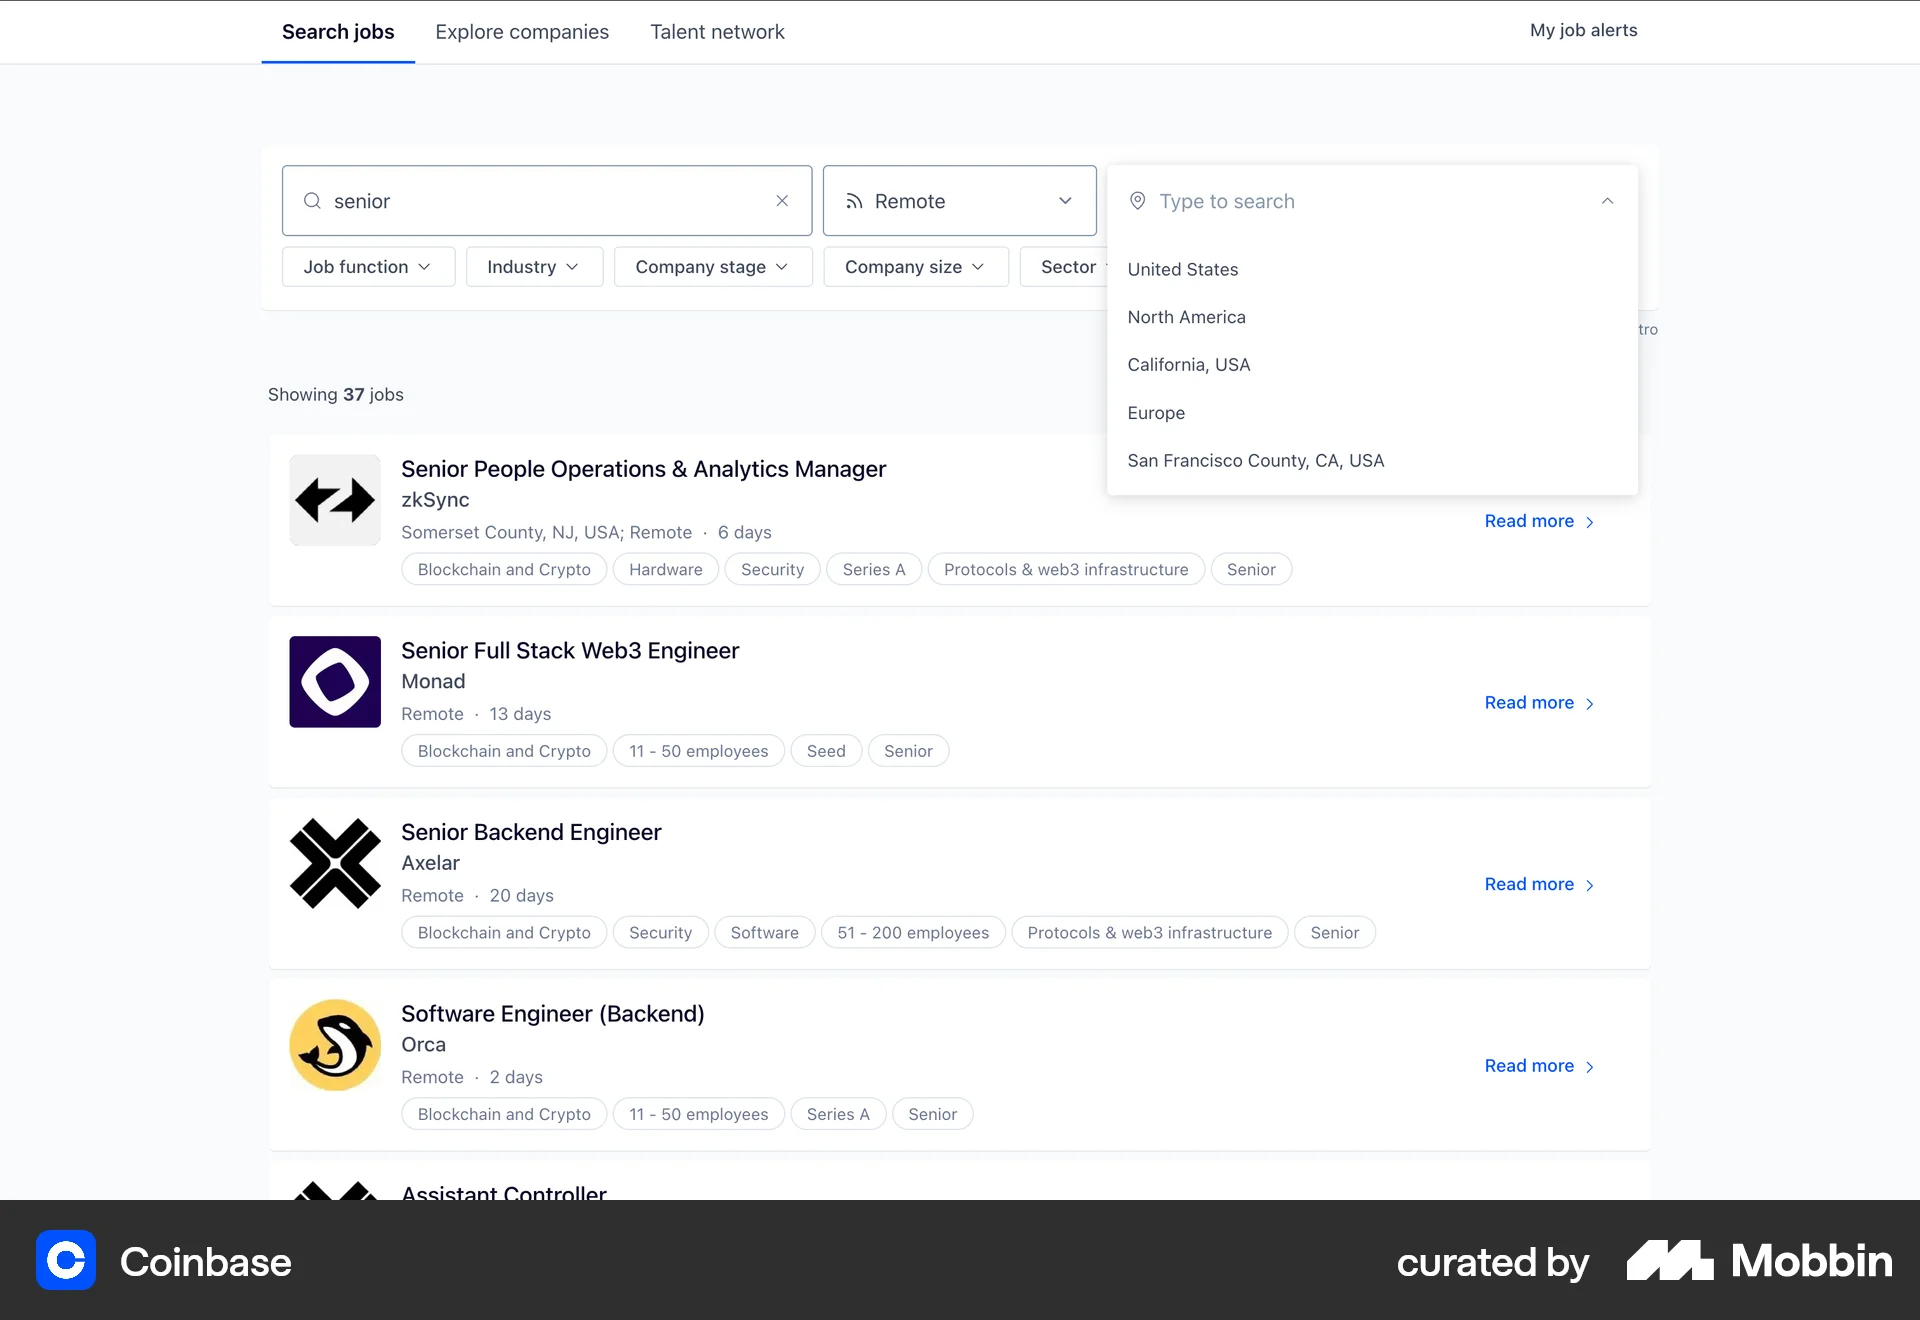 Search jobs
Explore companies
Talent network
My job alerts
senior
Remote
Type to search
Job function
Industry
Company stage
Company size
Sector
United States
North America
California, USA
Europe
San Francisco County, CA, USA
tro
Showing 37 jobs
Senior People Operations & Analytics Manager
zkSync
Somerset County, NJ, USA; Remote · 6 days
Blockchain and Crypto
Hardware
Security
Series A
Protocols & web3 infrastructure
Senior
Read more
Senior Full Stack Web3 Engineer
Monad
Remote · 13 days
Blockchain and Crypto
11 - 50 employees
Seed
Senior
Read more
Senior Backend Engineer
Axelar
Remote · 20 days
Blockchain and Crypto
Security
Software
51 - 200 employees
Protocols & web3 infrastructure
Senior
Read more
Software Engineer (Backend)
Orca
Remote · 2 days
Blockchain and Crypto
11 - 50 employees
Series A
Senior
Read more
Assistant Controller
Coinbase
curated by
Mobbin